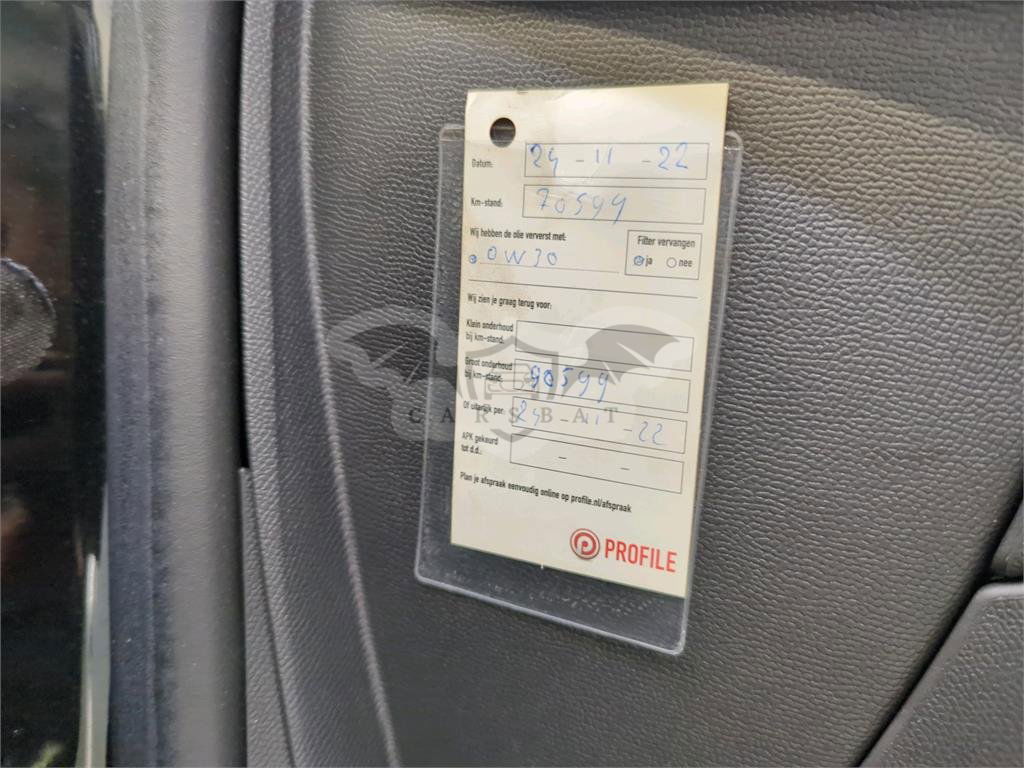 Datum: 24 - 11 - 22
Km-stand: 70599
Wij hebben de olie ververst met: Filter vervangen
0W30 ja nee
Wij zien je graag terug voor:
Klein onderhoud
bij km-stand:
Groot onderhoud
bij km-stand: 90599
CARSBAT
Of uiterlijk per: 24 - 11 - 22
APK gekeurd
tot d.d.: - -
Plan je afspraak eenvoudig online op profile.nl/afspraak
PROFILE